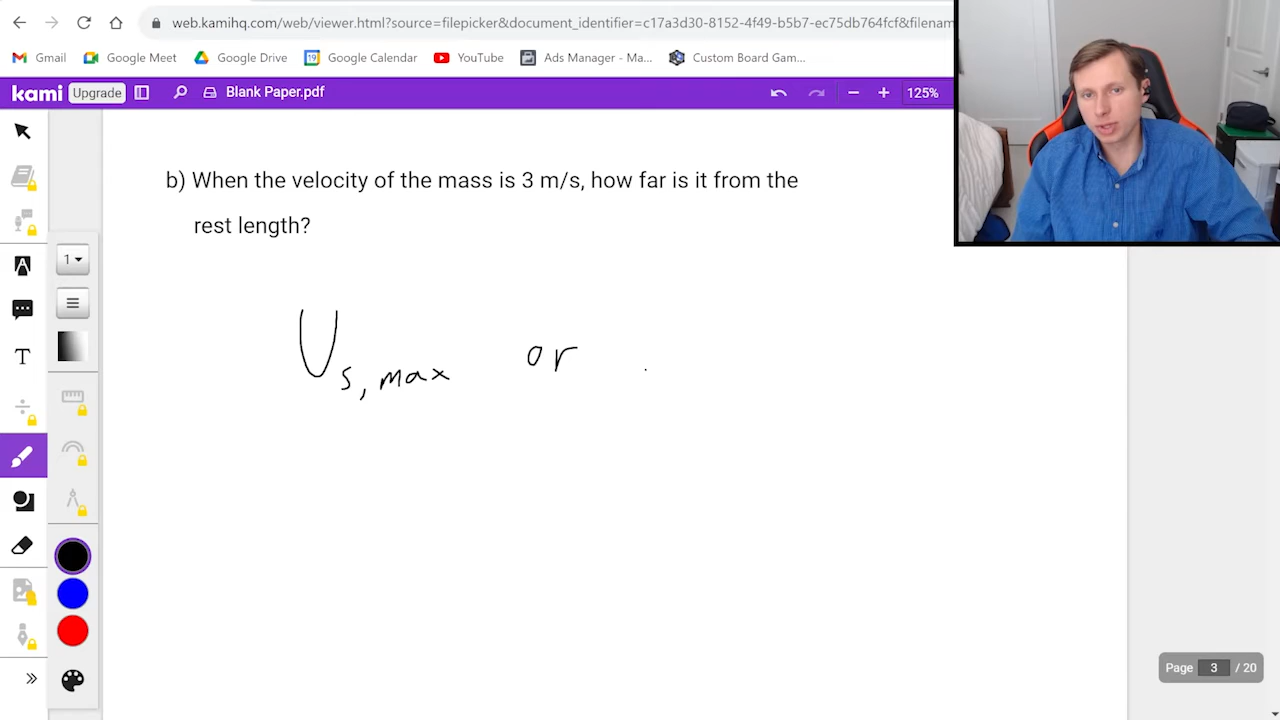 web.kamihq.com/web/viewer.html?source=filepicker&document_identifier=c17a3d30-8152-4f49-b5b7-ec75db764fcf&filenam
Gmail Google Meet Google Drive 19 Google Calendar YouTube Ads Manager - Ma... Custom Board Gam...
kami Upgrade Blank Paper.pdf 125%
b) When the velocity of the mass is 3 m/s, how far is it from the
rest length?
1
U s, max or
T
Page 3 / 20